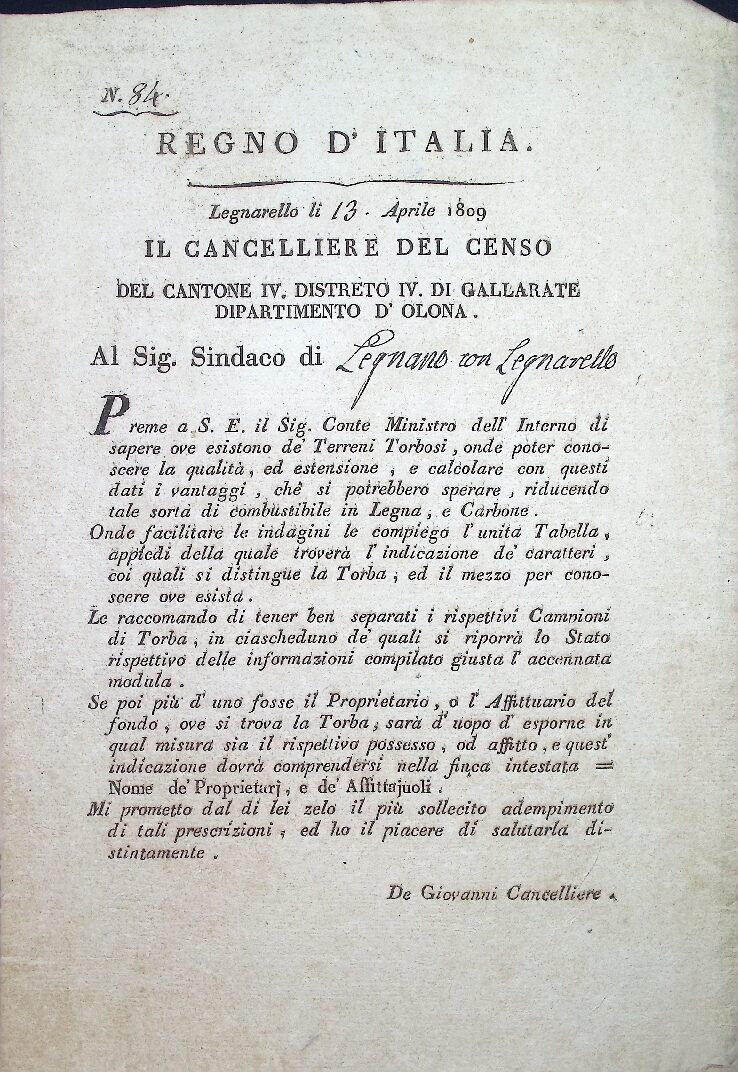 N. 84.
REGNO D' ITALIA.
Legnarello li 13. Aprile 1809
IL CANCELLIERE DEL CENSO
DEL CANTONE IV. DISTRETO IV. DI GALLARATE
DIPARTIMENTO D' OLONA.
Al Sig. Sindaco di Legnano con Legnarello
Preme a S. E. il Sig. Conte Ministro dell' Interno di
sapere ove esistono de' Terreni Torbosi, onde poter cono-
scere la qualità, ed estensione, e calcolare con questi
dati i vantaggi, chè si potrebbero sperare, riducendo
tale sorta di combustibile in Legna, e Carbone.
Onde facilitare le indagini le compiego l' unita Tabella,
appiedi della quale troverà l' indicazione de' caratteri,
coi quali si distingue la Torba, ed il mezzo per cono-
scere ove esista.
Le raccomando di tener ben separati i rispettivi Campioni
di Torba, in ciascheduno de' quali si riporrà lo Stato
rispettivo delle informazioni compilato giusta l' accennata
modula.
Se poi più d' uno fosse il Proprietario, o l' Affittuario del
fondo, ove si trova la Torba, sarà d' uopo d' esporne in
qual misura sia il rispettivo possesso, od affitto, e quest'
indicazione dovrà comprendersi nella finca intestata =
Nome de' Proprietarj, e de' Affittajuoli.
Mi prometto dal di lei zelo il più sollecito adempimento
di tali prescrizioni, ed ho il piacere di salutarla di-
stintamente.
De Giovanni Cancelliere.